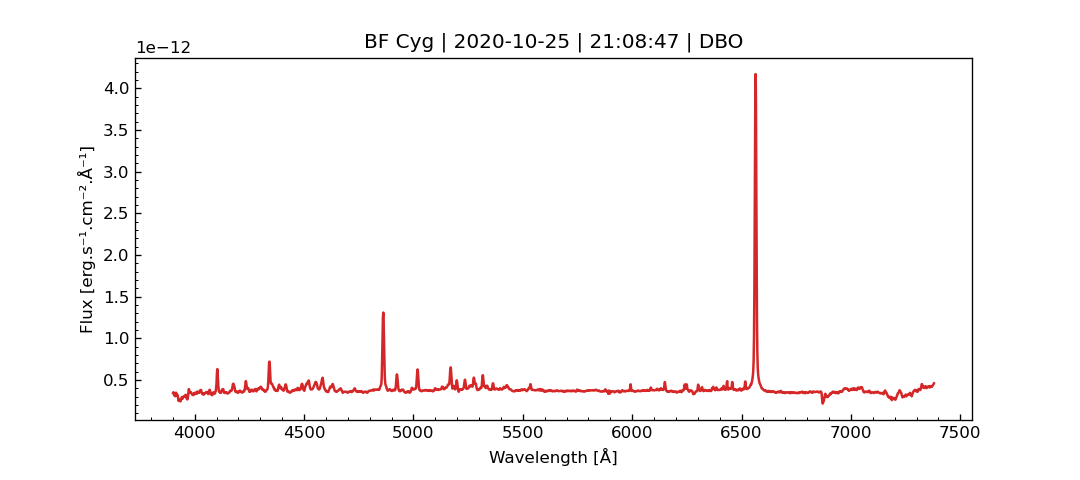 BF Cyg | 2020-10-25 | 21:08:47 | DBO
1e−12
4.0
3.5
3.0
2.5
2.0
1.5
1.0
0.5
Flux [erg.s⁻¹.cm⁻².Å⁻¹]
4000 4500 5000 5500 6000 6500 7000 7500
Wavelength [Å]